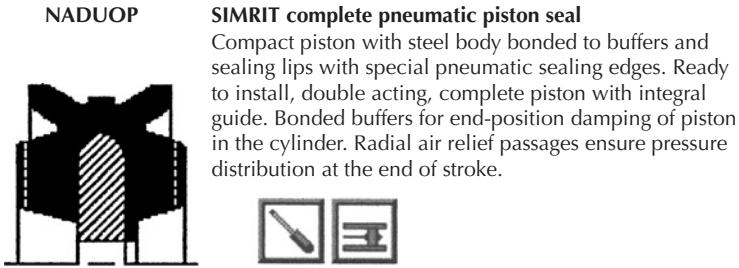 NADUOP
SIMRIT complete pneumatic piston seal
Compact piston with steel body bonded to buffers and
sealing lips with special pneumatic sealing edges. Ready
to install, double acting, complete piston with integral
guide. Bonded buffers for end-position damping of piston
in the cylinder. Radial air relief passages ensure pressure
distribution at the end of stroke.